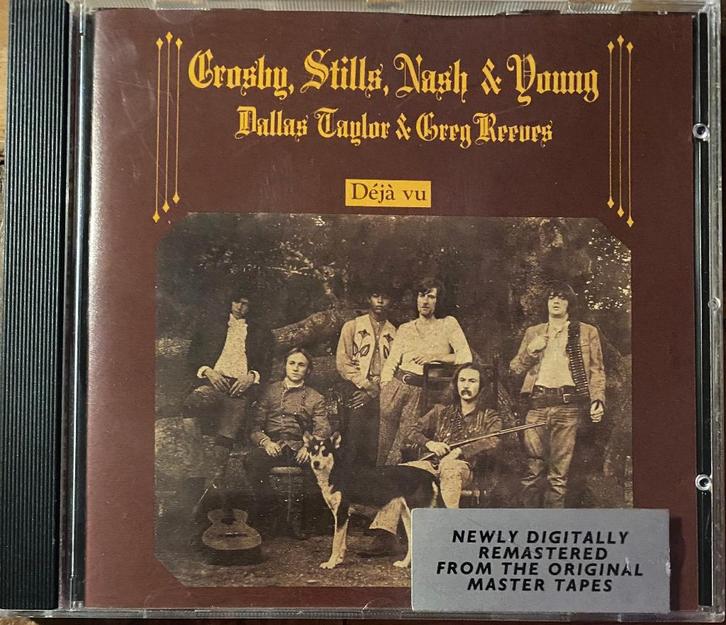 Crosby, Stills, Nash & Young
Dallas Taylor & Greg Reeves
Déjà vu
NEWLY DIGITALLY
REMASTERED
FROM THE ORIGINAL
MASTER TAPES